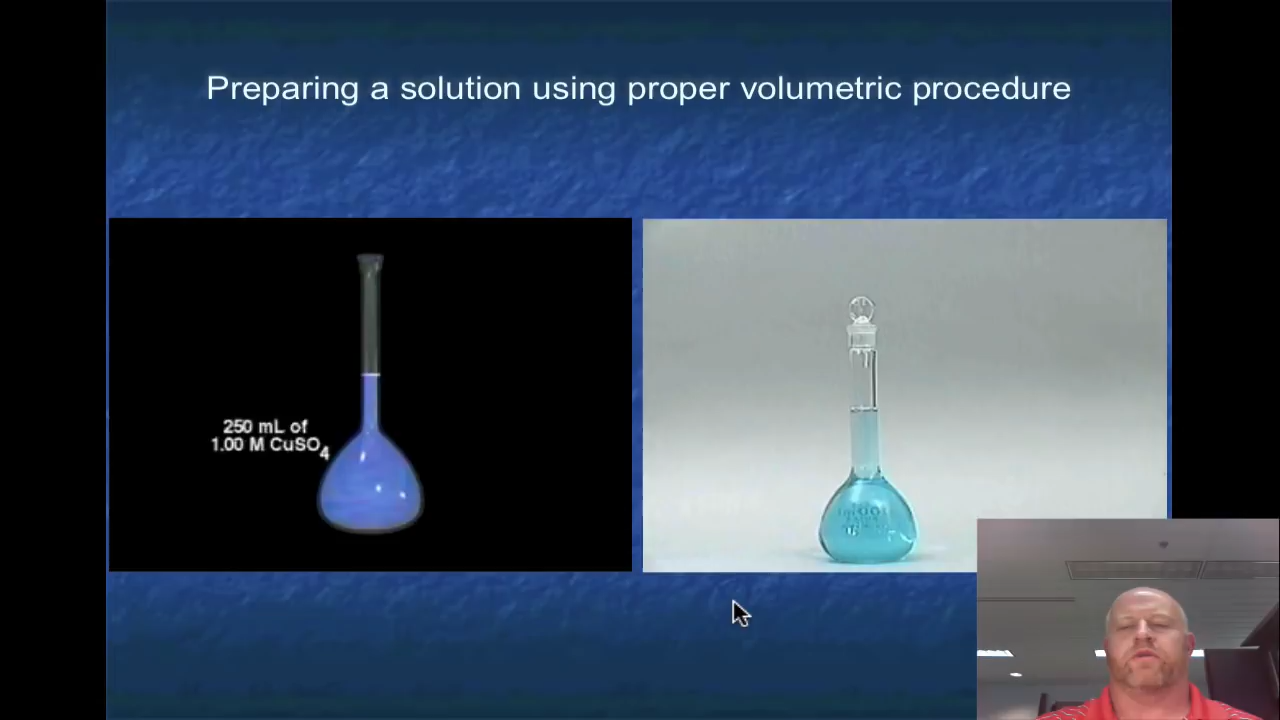 Preparing a solution using proper volumetric procedure
250 mL of
1.00 M CuSO4